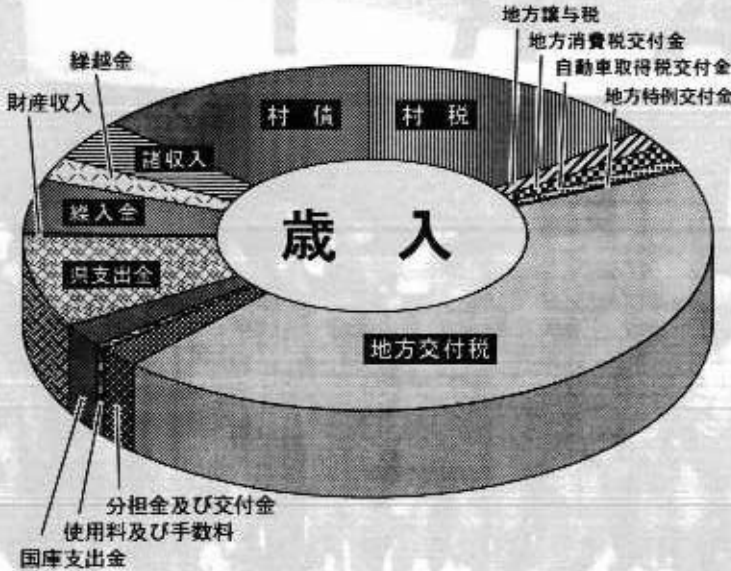 地方譲与税
地方消費税交付金
自動車取得税交付金
地方特例交付金
繰越金
財産収入
村債
村税
諸収入
繰入金
県支出金
歳入
地方交付税
分担金及び交付金
使用料及び手数料
国庫支出金